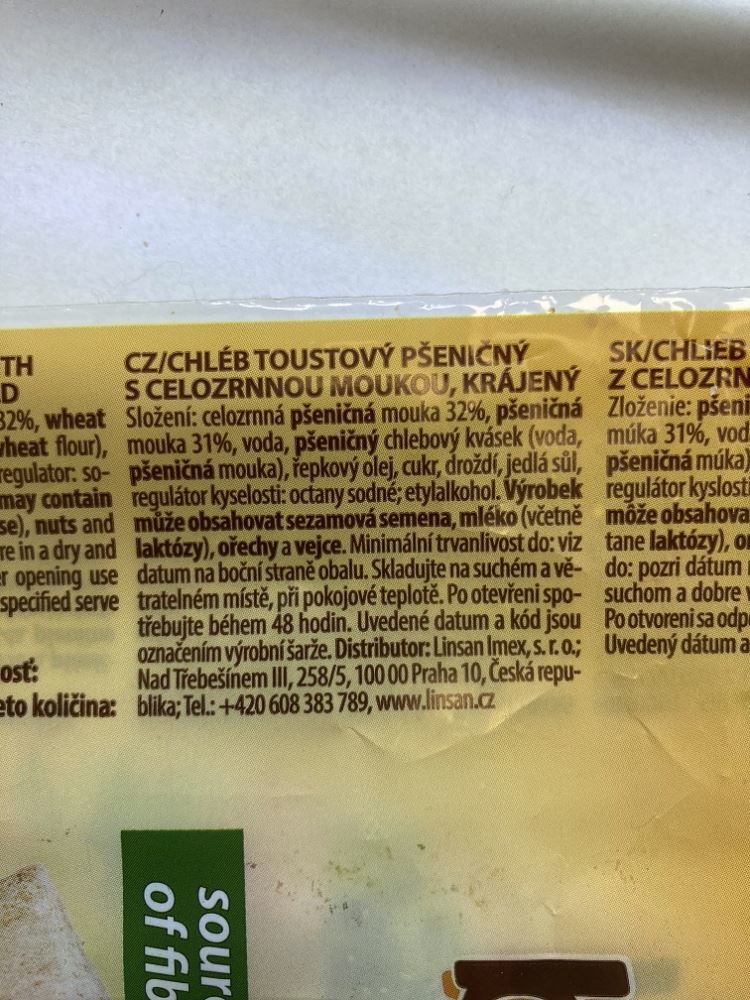 TH
D
32%, wheat
wheat flour),
regulator: so-
may contain
se), nuts and
re in a dry and
r opening use
specified serve
osť:
eto količina:
CZ/CHLÉB TOUSTOVÝ PŠENIČNÝ
S CELOZRNNOU MOUKOU, KRÁJENÝ
Složení: celozrnná pšeničná mouka 32%, pšeničná
mouka 31%, voda, pšeničný chlebový kvásek (voda,
pšeničná mouka), řepkový olej, cukr, droždí, jedlá sůl,
regulátor kyselosti: octany sodné; etylalkohol. Výrobek
může obsahovat sezamová semena, mléko (včetně
laktózy), ořechy a vejce. Minimální trvanlivost do: viz
datum na boční straně obalu. Skladujte na suchém a vě-
tratelném místě, při pokojové teplotě. Po otevření spo-
třebujte během 48 hodin. Uvedené datum a kód jsou
označením výrobní šarže. Distributor: Linsan Imex, s. r. o.;
Nad Třebešínem III, 258/5, 100 00 Praha 10, Česká repu-
blika; Tel.: +420 608 383 789, www.linsan.cz
SK/CHLIEB
Z CELOZRN
Zloženie: pšeni
múka 31%, vod
pšeničná múka)
regulátor kyslosti
môže obsahova
tane laktózy), or
do: pozri dátum
suchom a dobre v
Po otvorení sa odp
Uvedený dátum a
sour
of fib